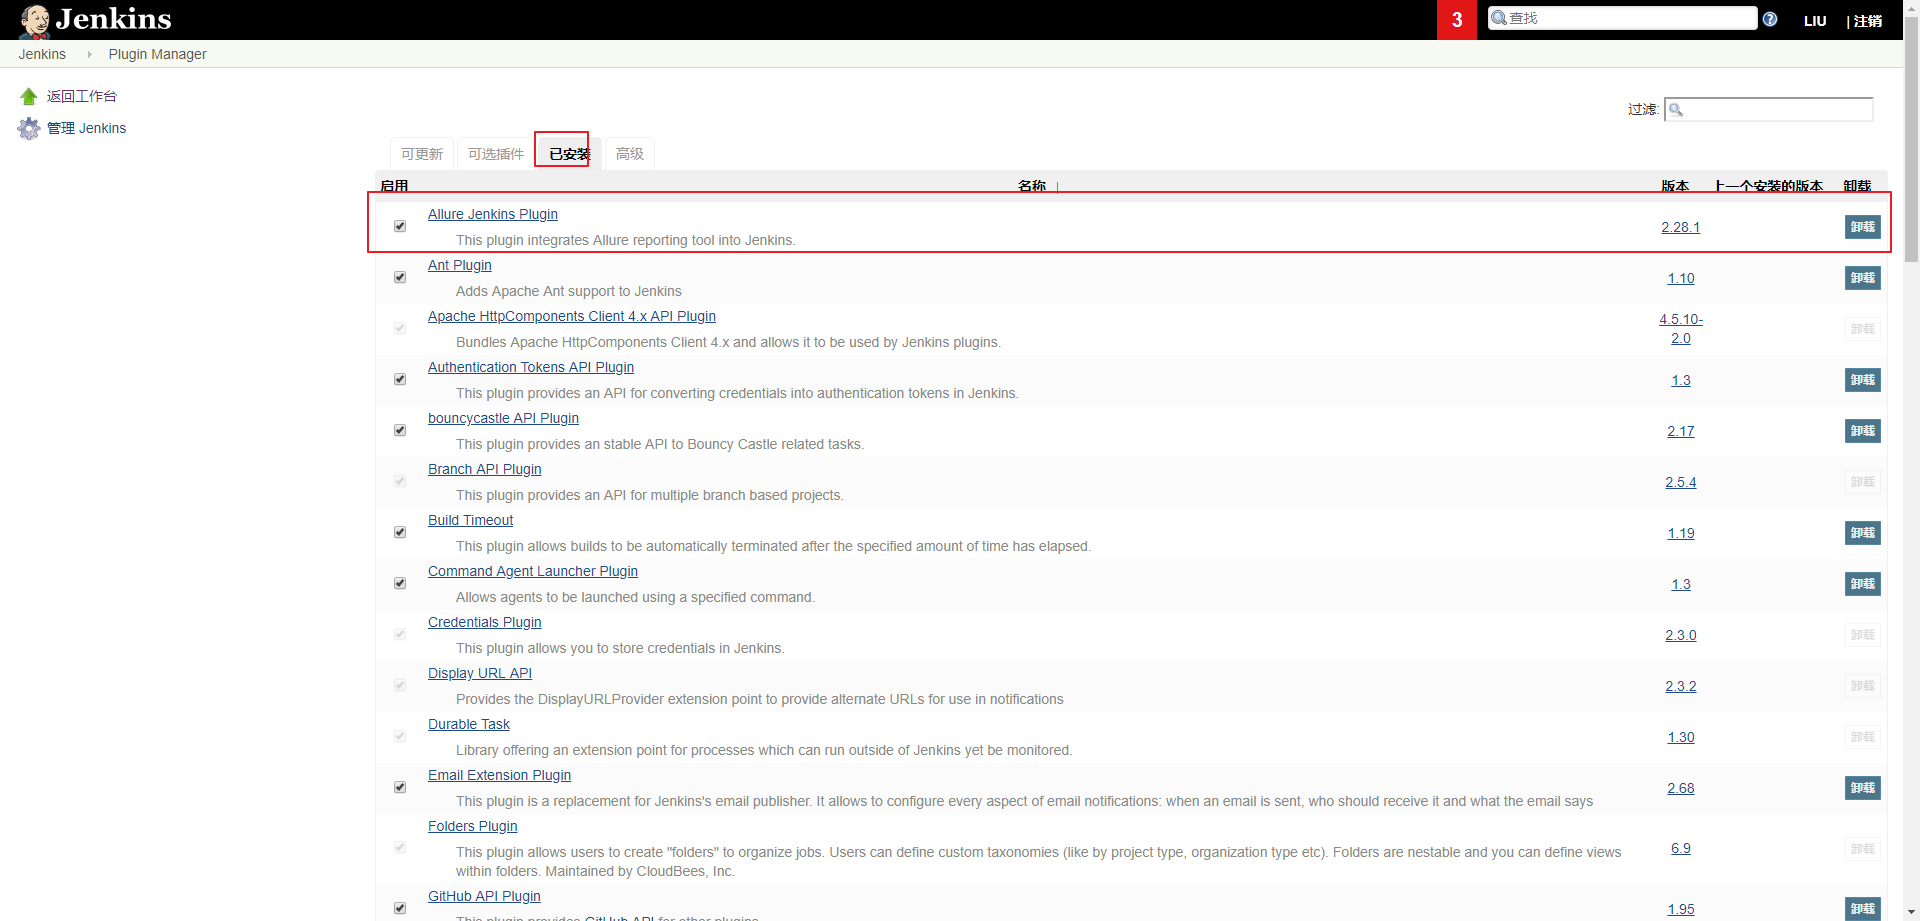 Jenkins
3
查找
LIU
| 注销
Jenkins
Plugin Manager
返回工作台
管理 Jenkins
过滤:
可更新
可选插件
已安装
高级
启用
名称 ↓
版本
上一个安装的版本
卸载
Allure Jenkins Plugin
This plugin integrates Allure reporting tool into Jenkins.
2.28.1
卸载
Ant Plugin
Adds Apache Ant support to Jenkins
1.10
卸载
Apache HttpComponents Client 4.x API Plugin
Bundles Apache HttpComponents Client 4.x and allows it to be used by Jenkins plugins.
4.5.10-
2.0
卸载
Authentication Tokens API Plugin
This plugin provides an API for converting credentials into authentication tokens in Jenkins.
1.3
卸载
bouncycastle API Plugin
This plugin provides an stable API to Bouncy Castle related tasks.
2.17
卸载
Branch API Plugin
This plugin provides an API for multiple branch based projects.
2.5.4
卸载
Build Timeout
This plugin allows builds to be automatically terminated after the specified amount of time has elapsed.
1.19
卸载
Command Agent Launcher Plugin
Allows agents to be launched using a specified command.
1.3
卸载
Credentials Plugin
This plugin allows you to store credentials in Jenkins.
2.3.0
卸载
Display URL API
Provides the DisplayURLProvider extension point to provide alternate URLs for use in notifications
2.3.2
卸载
Durable Task
Library offering an extension point for processes which can run outside of Jenkins yet be monitored.
1.30
卸载
Email Extension Plugin
This plugin is a replacement for Jenkins's email publisher. It allows to configure every aspect of email notifications: when an email is sent, who should receive it and what the email says
2.68
卸载
Folders Plugin
This plugin allows users to create "folders" to organize jobs. Users can define custom taxonomies (like by project type, organization type etc). Folders are nestable and you can define views
within folders. Maintained by CloudBees, Inc.
6.9
卸载
GitHub API Plugin
This plugin provides GitHub API for other plugins.
1.95
卸载